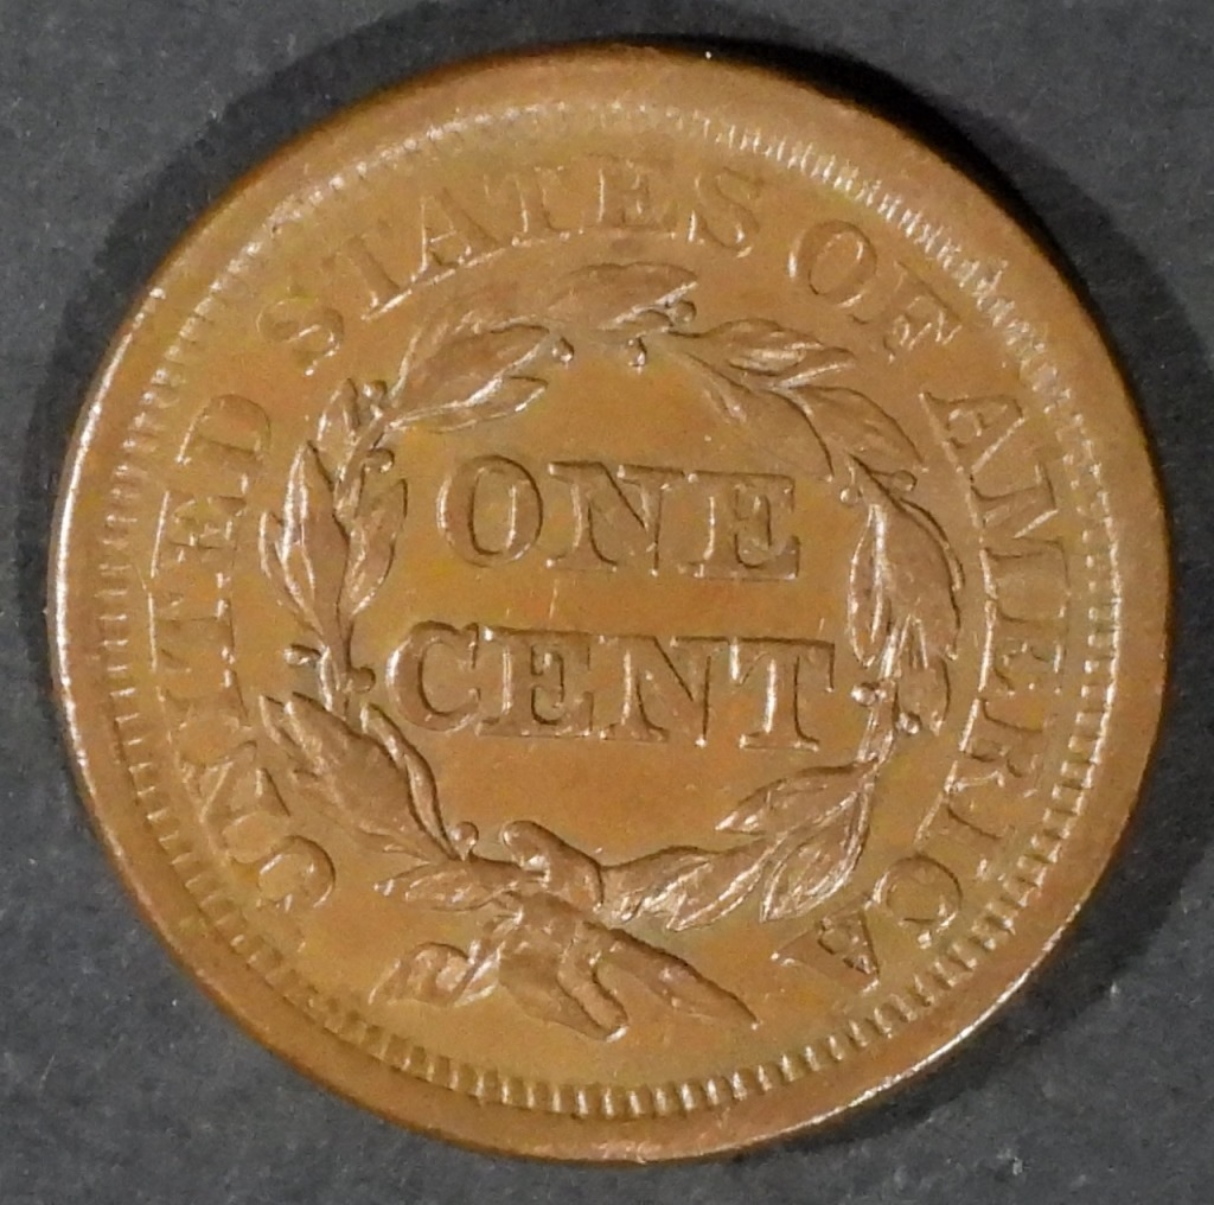 UNITED STATES OF AMERICA
ONE
CENT